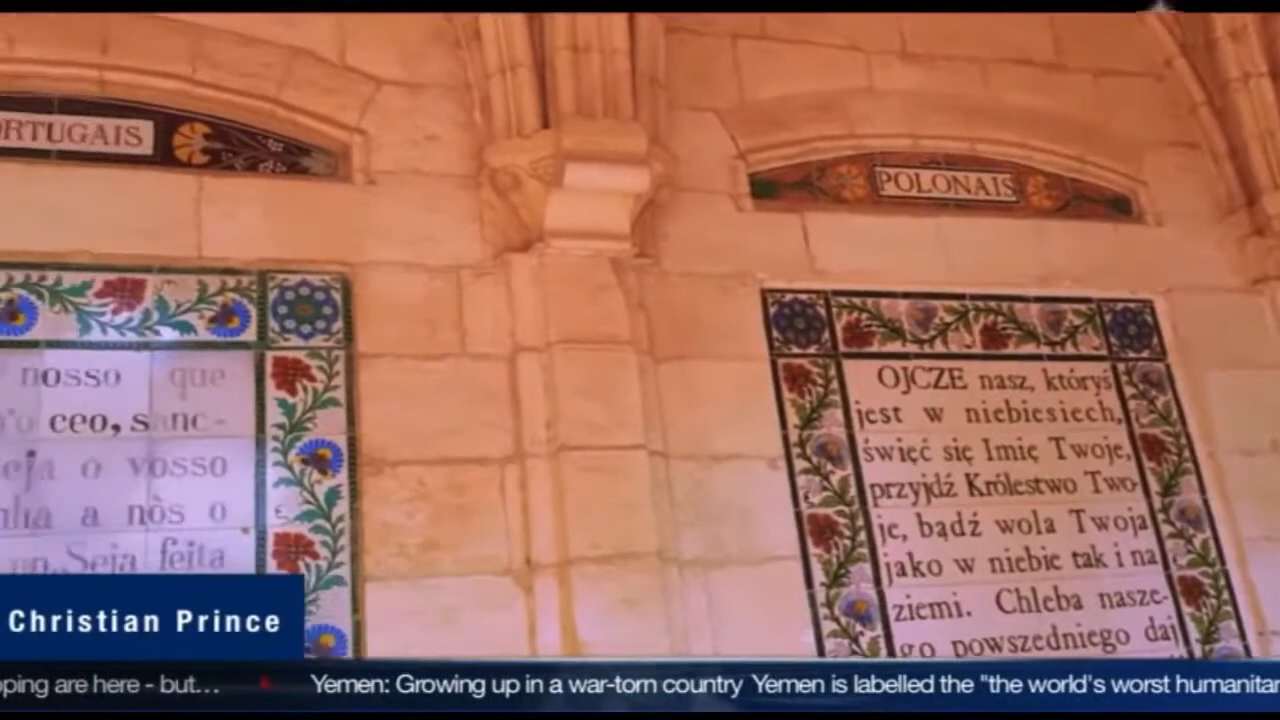 ORTUGAIS
nosso que
ceo, sanc-
eja o vosso
a nòs o
Seja feita
POLONAIS
OJCZE nasz, któryś
jest w niebiesiech,
święć się Imię Twoje,
przyjdź Królestwo Two-
je, bądź wola Twoja
jako w niebie tak i na
ziemi. Chleba nasze-
go powszedniego daj
Christian Prince
pping are here - but... Yemen: Growing up in a war-torn country Yemen is labelled the "the world's worst humanitar